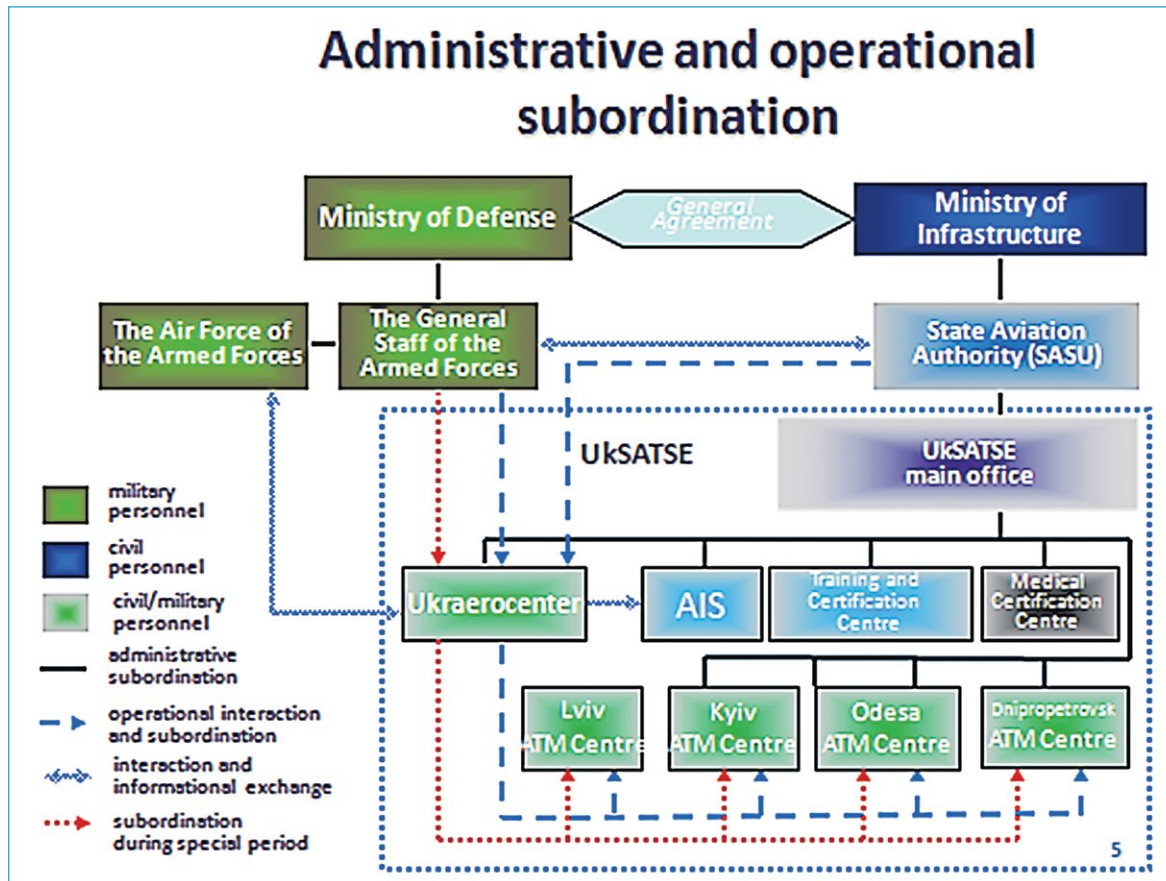 Administrative and operational
subordination
Ministry of Defense
General
Agreement
Ministry of
Infrastructure
The Air Force of
the Armed Forces
The General
Staff of the
Armed Forces
State Aviation
Authority (SASU)
UkSATSE
UkSATSE
main office
military
personnel
civil
personnel
civil/military
personnel
administrative
subordination
operational interaction
and subordination
interaction and
informational exchange
subordination
during special period
Ukraerocenter
AIS
Training and
Certification
Centre
Medical
Certification
Centre
Lviv
ATM Centre
Kyiv
ATM Centre
Odesa
ATM Centre
Dnipropetrovsk
ATM Centre
5